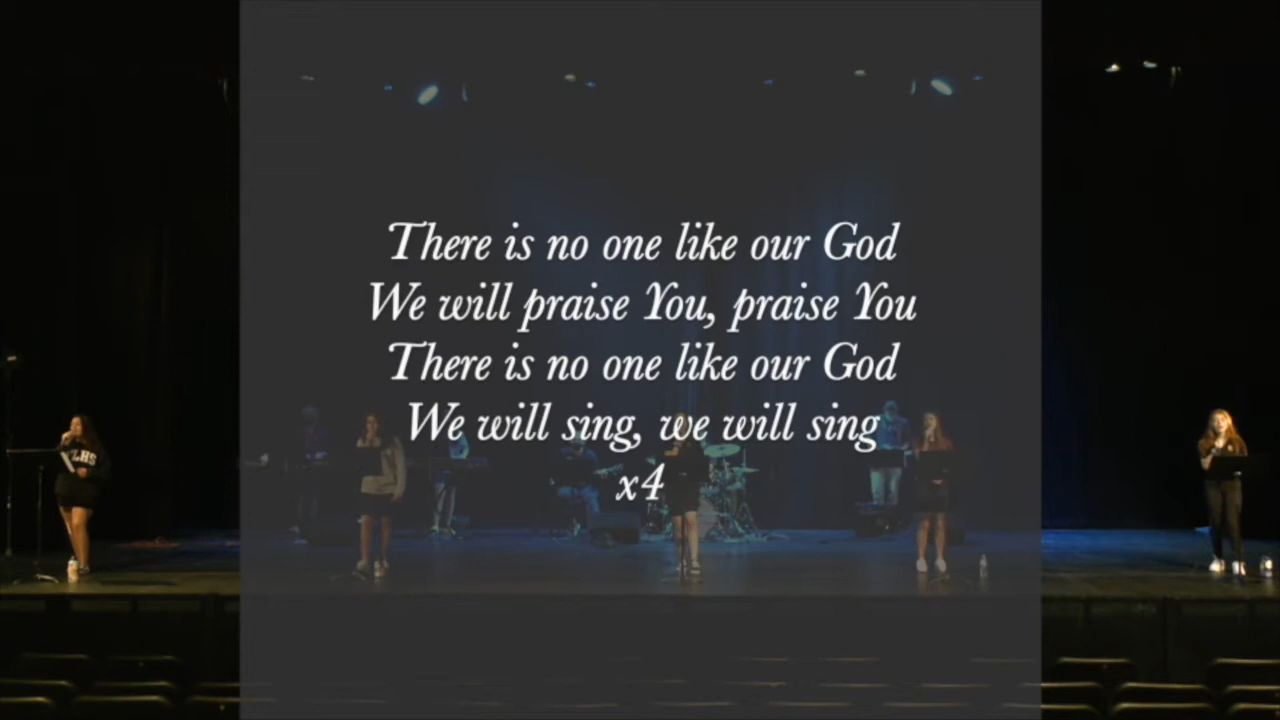 There is no one like our God
We will praise You, praise You
There is no one like our God
We will sing, we will sing
x4